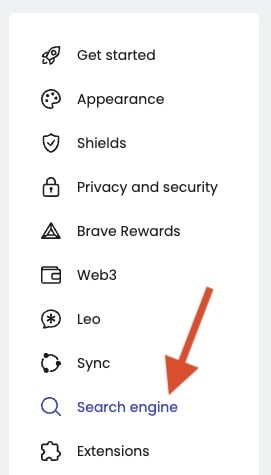 Get started
Appearance
Shields
Privacy and security
Brave Rewards
Web3
Leo
Sync
Search engine
Extensions